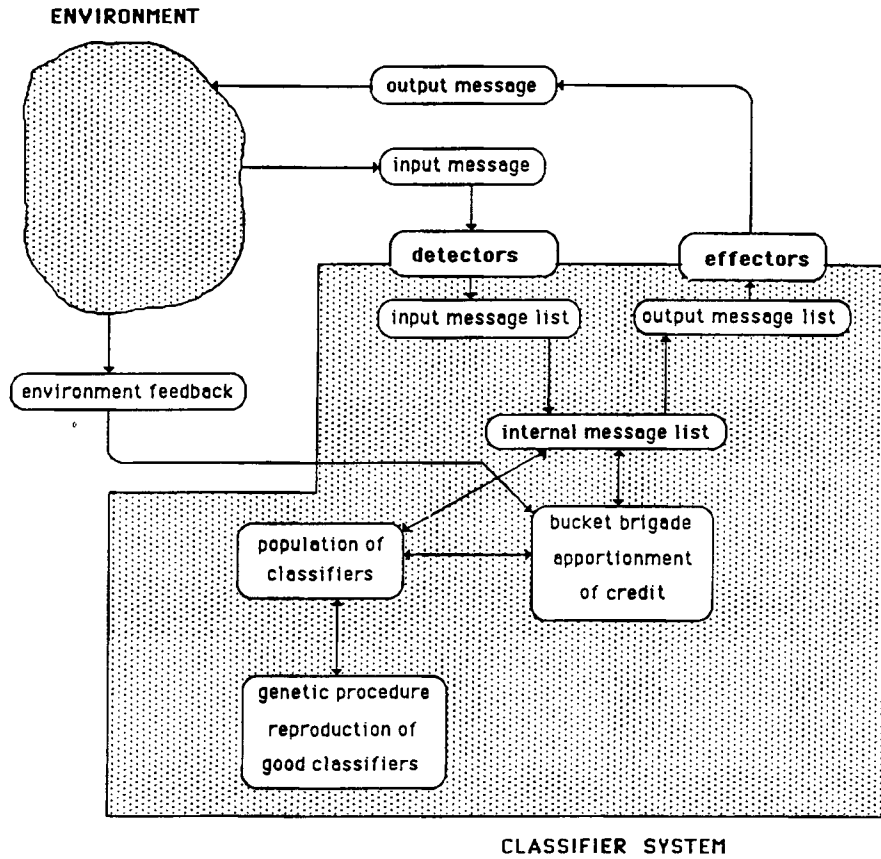 ENVIRONMENT
output message
input message
detectors
effectors
input message list
output message list
environment feedback
internal message list
population of
classifiers
bucket brigade
apportionment
of credit
genetic procedure
reproduction of
good classifiers
CLASSIFIER SYSTEM